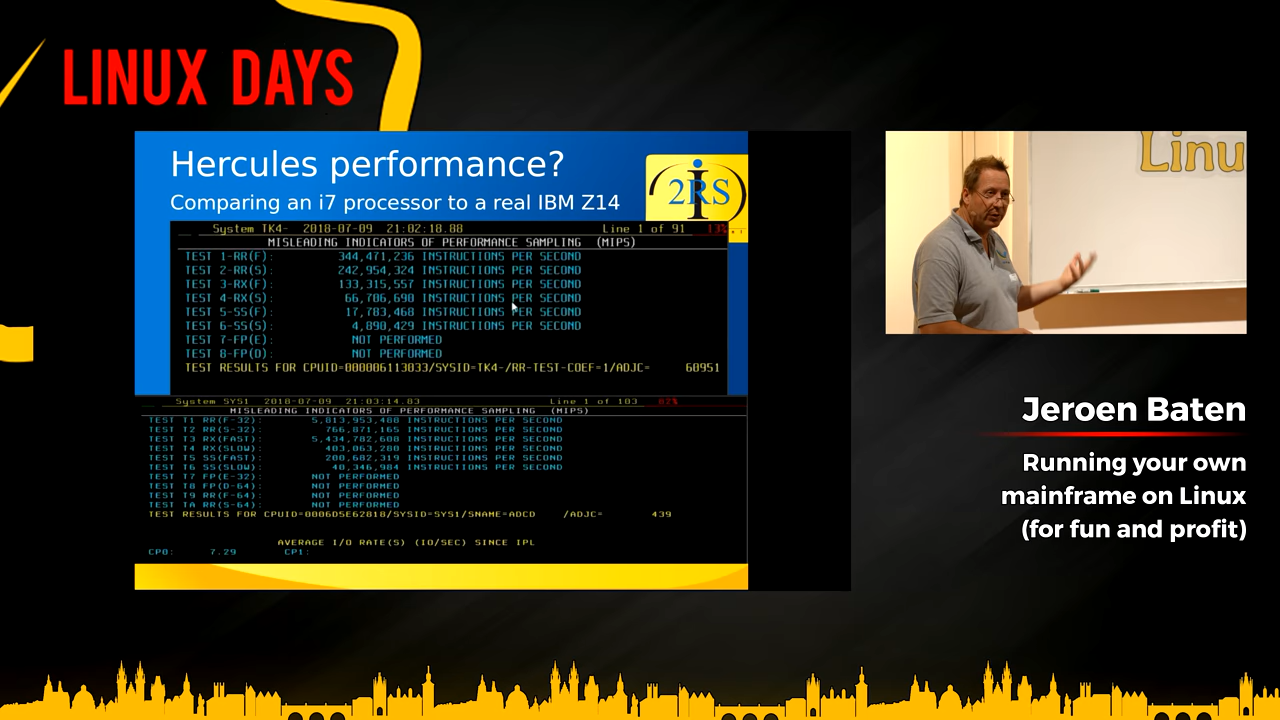 LINUX DAYS
Hercules performance?
Comparing an i7 processor to a real IBM Z14
2RS
System TK4- 2018-07-09 21:02:18.88 Line 1 of 91 13%
MISLEADING INDICATORS OF PERFORMANCE SAMPLING (MIPS)
TEST 1-RR(F): 344,471,236 INSTRUCTIONS PER SECOND
TEST 2-RR(S): 242,954,324 INSTRUCTIONS PER SECOND
TEST 3-RX(F): 133,315,557 INSTRUCTIONS PER SECOND
TEST 4-RX(S): 66,706,690 INSTRUCTIONS PER SECOND
TEST 5-SS(F): 17,783,468 INSTRUCTIONS PER SECOND
TEST 6-SS(S): 4,890,429 INSTRUCTIONS PER SECOND
TEST 7-FP(E): NOT PERFORMED
TEST 8-FP(D): NOT PERFORMED
TEST RESULTS FOR CPUID=000006113033/SYSID=TK4-/RR-TEST-COEF=1/ADJC= 60951
System SYS1 2018-07-09 21:03:14.83 Line 1 of 103 87%
MISLEADING INDICATORS OF PERFORMANCE SAMPLING (MIPS)
TEST T1 RR(F-32): 5,813,953,488 INSTRUCTIONS PER SECOND
TEST T2 RR(S-32): 766,871,165 INSTRUCTIONS PER SECOND
TEST T3 RX(FAST): 5,434,782,608 INSTRUCTIONS PER SECOND
TEST T4 RX(SLOW): 403,063,280 INSTRUCTIONS PER SECOND
TEST T5 SS(FAST): 200,682,319 INSTRUCTIONS PER SECOND
TEST T6 SS(SLOW): 40,346,984 INSTRUCTIONS PER SECOND
TEST T7 FP(E-32): NOT PERFORMED
TEST T8 FP(D-64): NOT PERFORMED
TEST T9 RR(F-64): NOT PERFORMED
TEST TA RR(S-64): NOT PERFORMED
TEST RESULTS FOR CPUID=0006D5E62818/SYSID=SYS1/SNAME=ADCD /ADJC= 439
AVERAGE I/O RATE(S) (IO/SEC) SINCE IPL
CP0: 7.29 CP1:
Linu
Jeroen Baten
Running your own
mainframe on Linux
(for fun and profit)